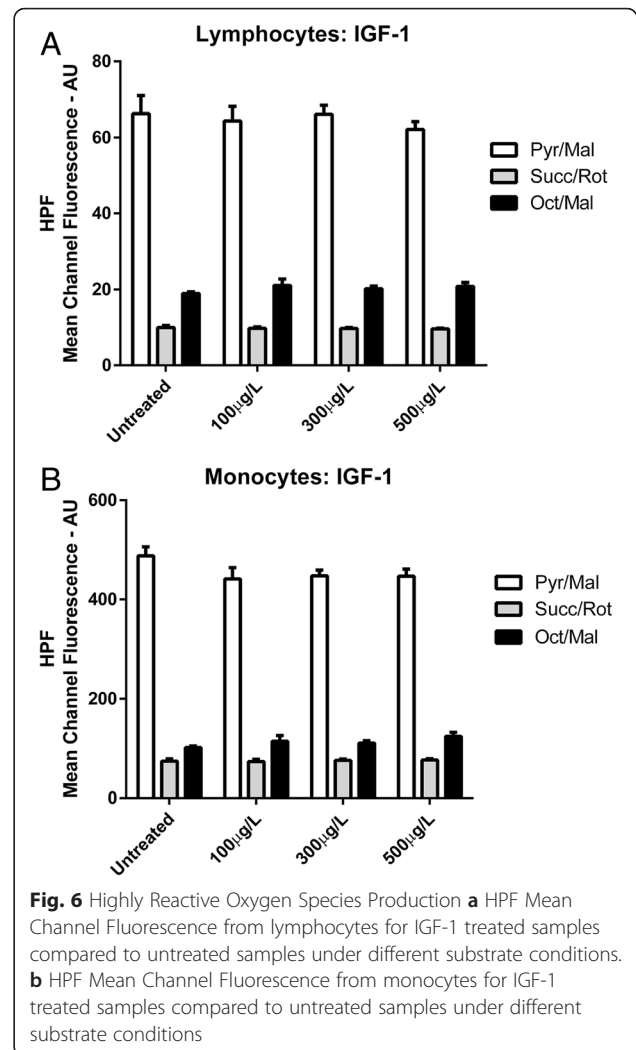 A
Lymphocytes: IGF-1
HPF
Mean Channel Fluorescence - AU
80
60
40
20
0
Untreated
100μg/L
300μg/L
500μg/L
Pyr/Mal
Succ/Rot
Oct/Mal
B
Monocytes: IGF-1
HPF
Mean Channel Fluorescence - AU
600
400
200
0
Untreated
100μg/L
300μg/L
500μg/L
Pyr/Mal
Succ/Rot
Oct/Mal
Fig. 6 Highly Reactive Oxygen Species Production a HPF Mean
Channel Fluorescence from lymphocytes for IGF-1 treated samples
compared to untreated samples under different substrate conditions.
b HPF Mean Channel Fluorescence from monocytes for IGF-1
treated samples compared to untreated samples under different
substrate conditions